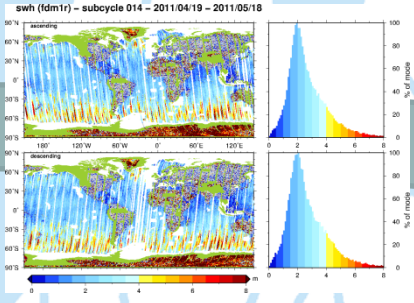 swh (fdm1r) – subcycle 014 – 2011/04/19 – 2011/05/18
ascending
90˚N
60˚N
30˚N
0˚
30˚S
60˚S
90˚S
100
80
60
40
20
0
% of mode
180˚ 120˚W 60˚W 0˚ 60˚E 120˚E
0 2 4 6 8
descending
90˚N
60˚N
30˚N
0˚
30˚S
60˚S
90˚S
100
80
60
40
20
0
% of mode
0 2 4 6 8
m
0 2 4 6 8